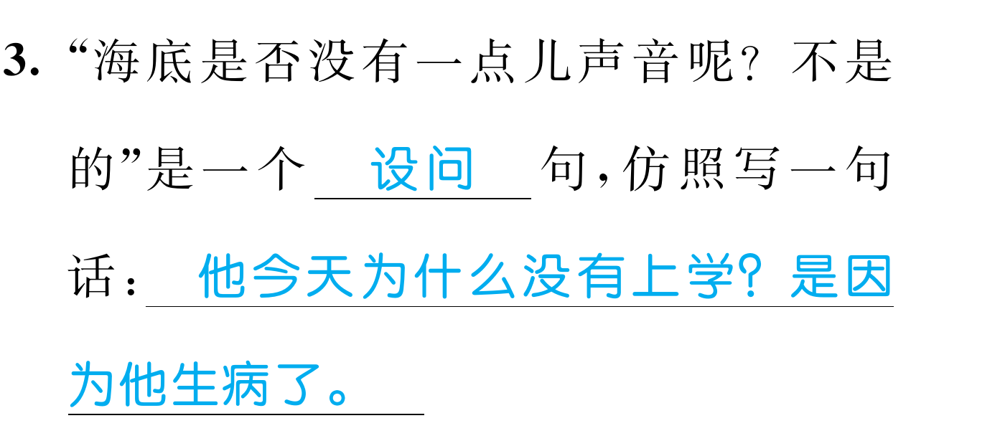 3. “海底是否没有一点儿声音呢？不是
的”是一个 设问 句，仿照写一句
话：他今天为什么没有上学？是因
为他生病了。